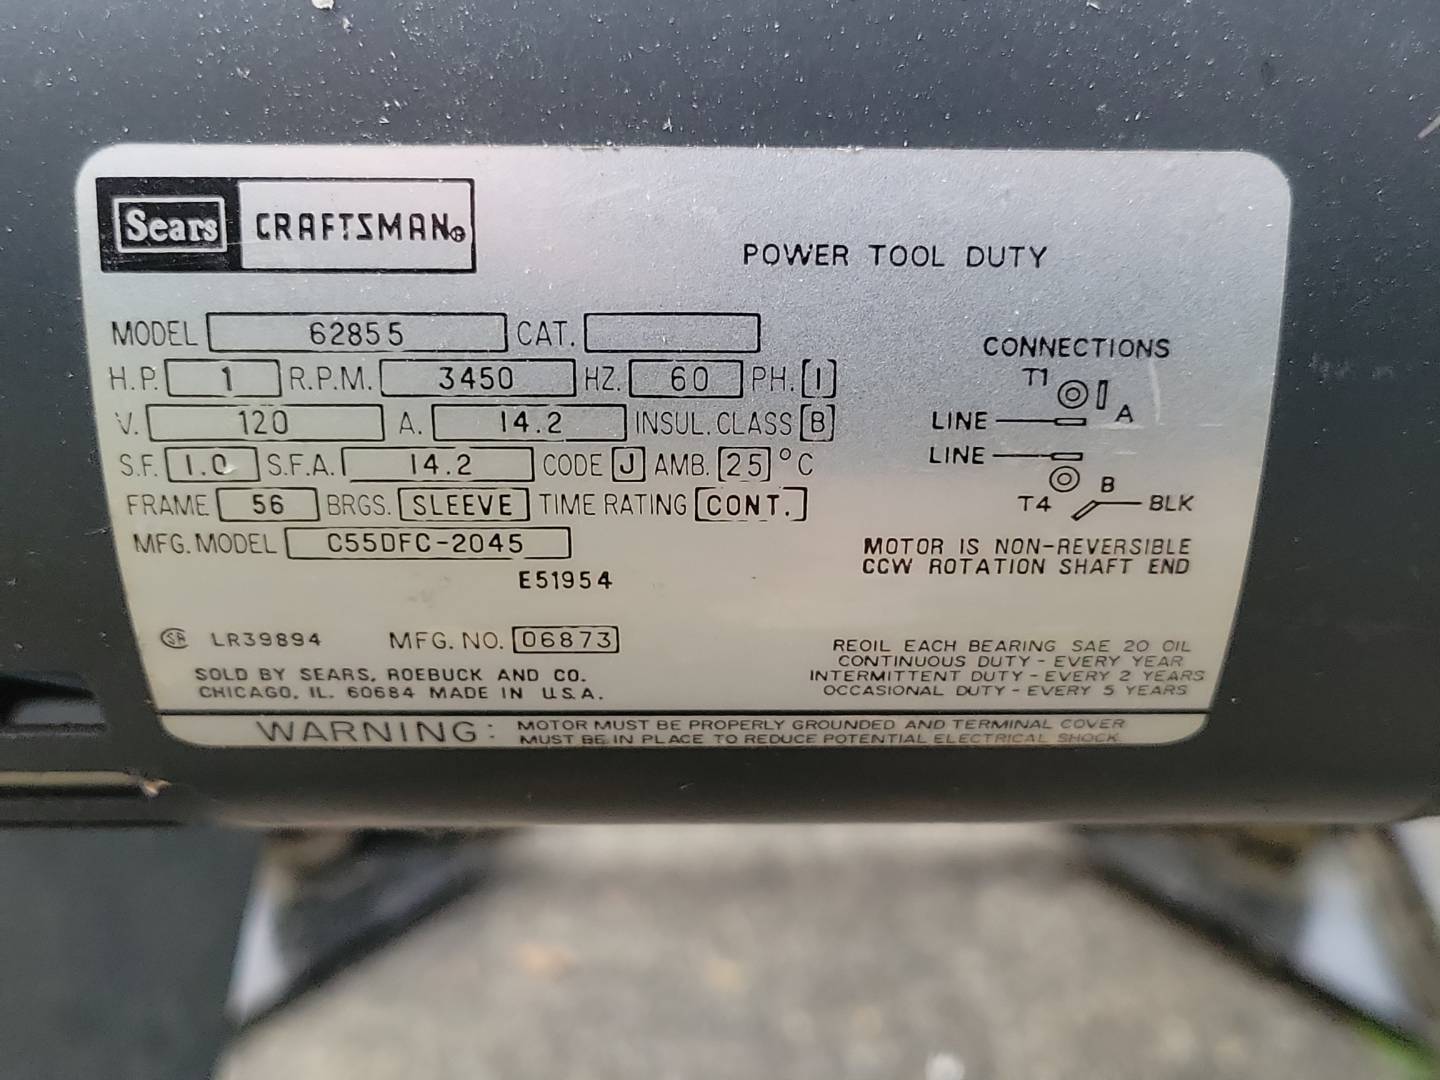 Sears CRAFTSMAN®
POWER TOOL DUTY
MODEL 62855 CAT.
H.P. 1 R.P.M. 3450 HZ. 60 PH. 1
V. 120 A. 14.2 INSUL. CLASS B
S.F. 1.0 S.F.A. 14.2 CODE J AMB. 25 °C
FRAME 56 BRGS. SLEEVE TIME RATING CONT.
MFG. MODEL C55DFC-2045
E51954
LR39894 MFG. NO. 06873
SOLD BY SEARS, ROEBUCK AND CO.
CHICAGO, IL. 60684 MADE IN U.S.A.
CONNECTIONS
T1
LINE A
LINE
B
T4 BLK
MOTOR IS NON-REVERSIBLE
CCW ROTATION SHAFT END
REOIL EACH BEARING SAE 20 OIL
CONTINUOUS DUTY - EVERY YEAR
INTERMITTENT DUTY - EVERY 2 YEARS
OCCASIONAL DUTY - EVERY 5 YEARS
WARNING: MOTOR MUST BE PROPERLY GROUNDED AND TERMINAL COVER
MUST BE IN PLACE TO REDUCE POTENTIAL ELECTRICAL SHOCK